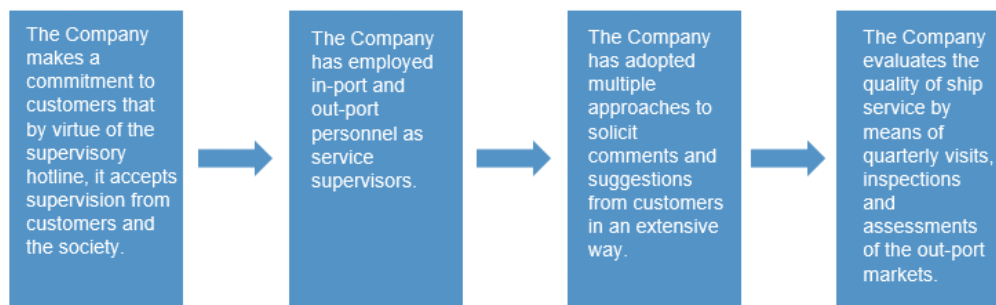 The Company
makes a
commitment to
customers that
by virtue of the
supervisory
hotline, it accepts
supervision from
customers and
the society.
The Company
has employed
in-port and
out-port
personnel as
service
supervisors.
The Company
has adopted
multiple
approaches to
solicit
comments and
suggestions
from customers
in an extensive
way.
The Company
evaluates the
quality of ship
service by
means of
quarterly visits,
inspections
and
assessments
of the out-port
markets.